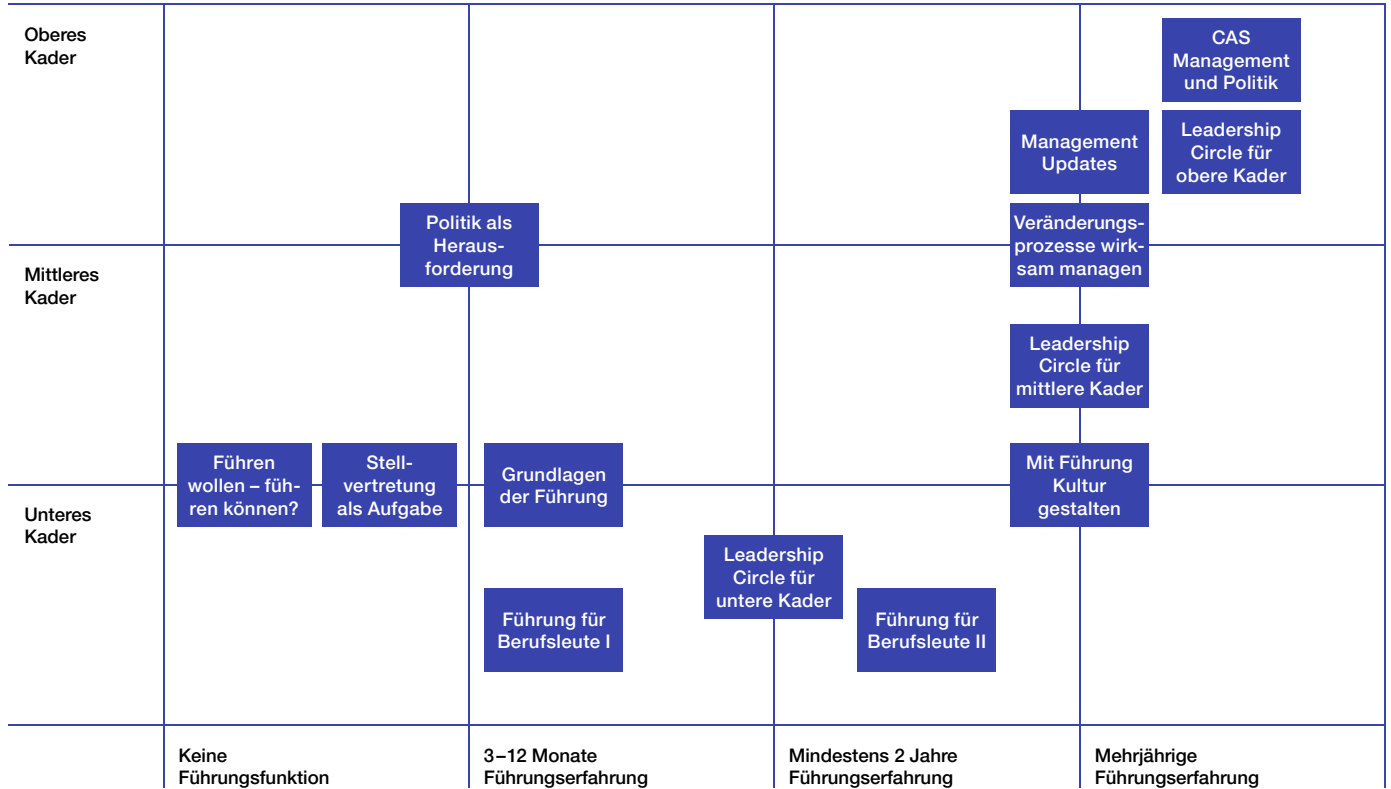 Oberes
Kader
CAS
Management
und Politik
Management
Updates
Leadership
Circle für
obere Kader
Politik als
Heraus-
forderung
Veränderungs-
prozesse wirk-
sam managen
Mittleres
Kader
Leadership
Circle für
mittlere Kader
Führen
wollen – füh-
ren können?
Stell-
vertretung
als Aufgabe
Grundlagen
der Führung
Mit Führung
Kultur
gestalten
Unteres
Kader
Leadership
Circle für
untere Kader
Führung für
Berufsleute I
Führung für
Berufsleute II
Keine
Führungsfunktion
3–12 Monate
Führungserfahrung
Mindestens 2 Jahre
Führungserfahrung
Mehrjährige
Führungserfahrung